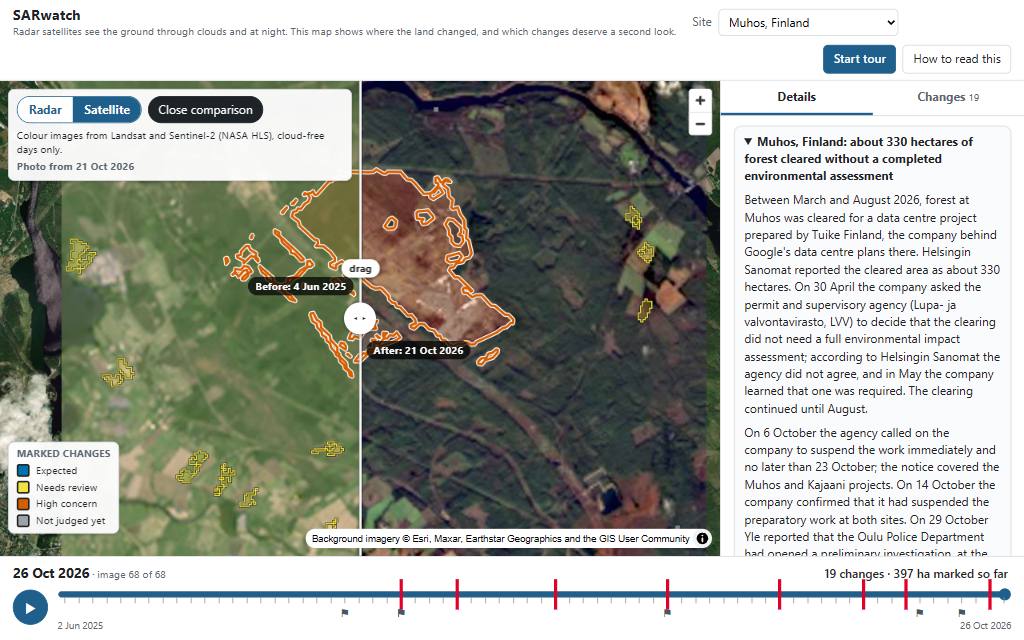 SARwatch
Radar satellites see the ground through clouds and at night. This map shows where the land changed, and which changes deserve a second look.
Site
Muhos, Finland
Start tour
How to read this
Radar
Satellite
Close comparison
Colour images from Landsat and Sentinel-2 (NASA HLS), cloud-free
days only.
Photo from 21 Oct 2026
+
−
drag
Before: 4 Jun 2025
After: 21 Oct 2026
MARKED CHANGES
Expected
Needs review
High concern
Not judged yet
Background imagery © Esri, Maxar, Earthstar Geographics and the GIS User Community
Details
Changes 19
Muhos, Finland: about 330 hectares of
forest cleared without a completed
environmental assessment
Between March and August 2026, forest at
Muhos was cleared for a data centre project
prepared by Tuike Finland, the company behind
Google's data centre plans there. Helsingin
Sanomat reported the cleared area as about 330
hectares. On 30 April the company asked the
permit and supervisory agency (Lupa- ja
valvontavirasto, LVV) to decide that the clearing
did not need a full environmental impact
assessment; according to Helsingin Sanomat the
agency did not agree, and in May the company
learned that one was required. The clearing
continued until August.
On 6 October the agency called on the
company to suspend the work immediately and
no later than 23 October; the notice covered the
Muhos and Kajaani projects. On 14 October the
company confirmed that it had suspended the
preparatory work at both sites. On 29 October
Yle reported that the Oulu Police Department
had opened a preliminary investigation, at the
26 Oct 2026 · image 68 of 68
19 changes · 397 ha marked so far
2 Jun 2025
26 Oct 2026